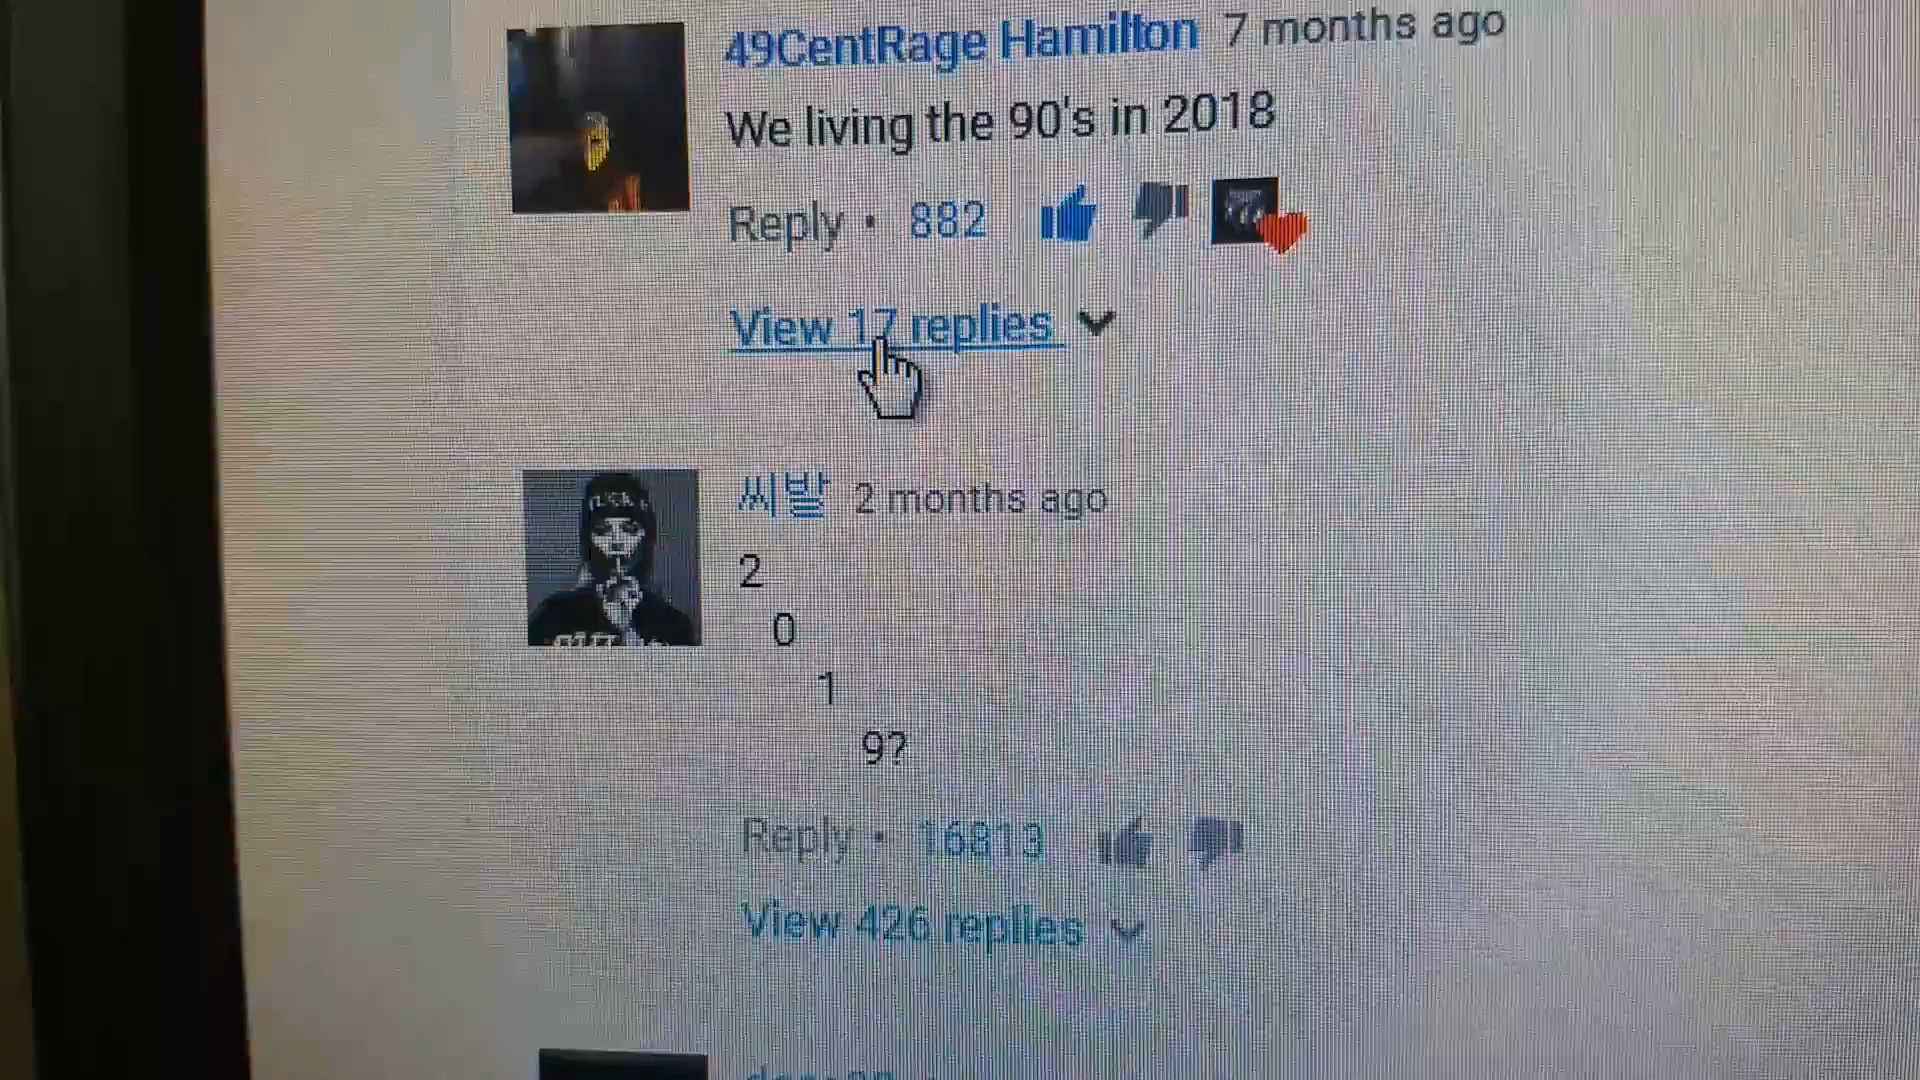 49CentRage Hamilton 7 months ago
We living the 90's in 2018
Reply • 882
View 17 replies
씨발 2 months ago
2
0
1
9?
Reply • 16813
View 426 replies